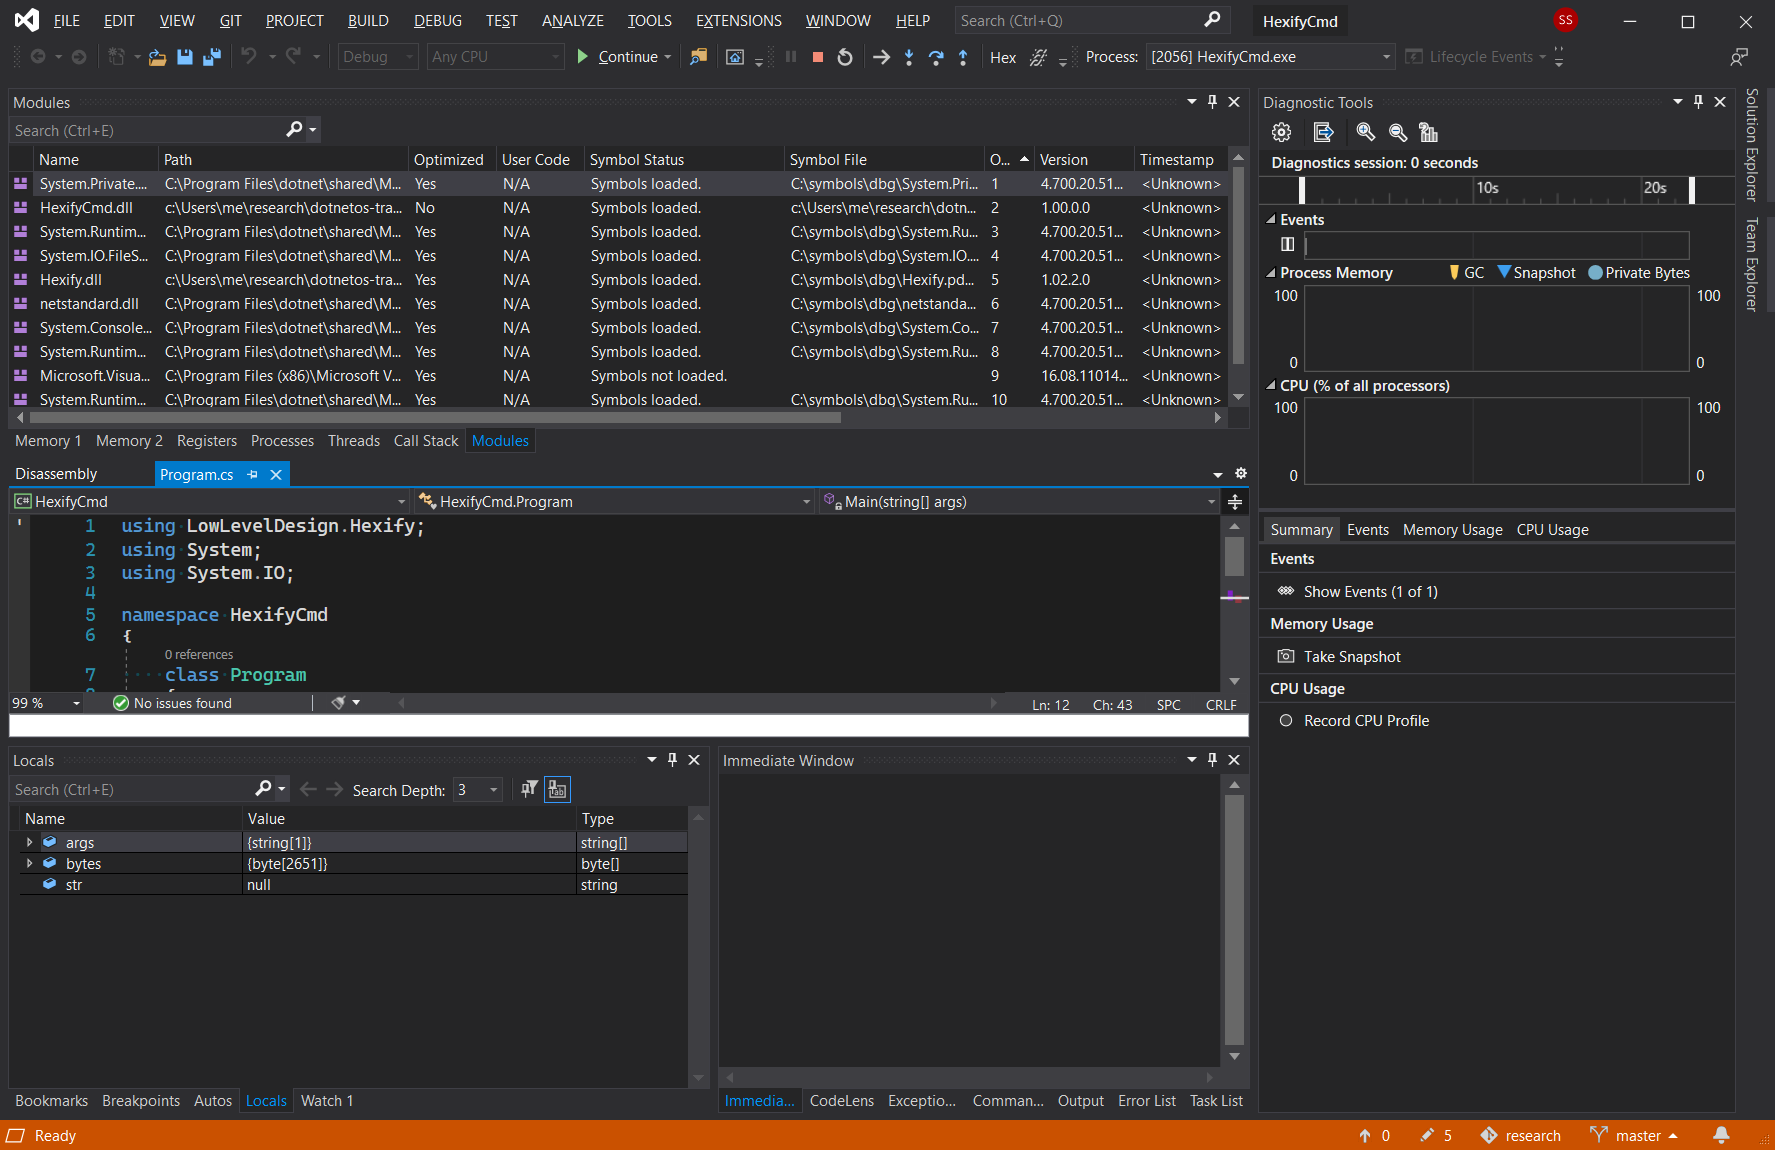 FILE EDIT VIEW GIT PROJECT BUILD DEBUG TEST ANALYZE TOOLS EXTENSIONS WINDOW HELP Search (Ctrl+Q) HexifyCmd SS
Debug Any CPU Continue Hex Process: [2056] HexifyCmd.exe Lifecycle Events
Modules
Search (Ctrl+E)
Name Path Optimized User Code Symbol Status Symbol File O... Version Timestamp
System.Private.... C:\Program Files\dotnet\shared\M... Yes N/A Symbols loaded. C:\symbols\dbg\System.Pri... 1 4.700.20.51... <Unknown>
HexifyCmd.dll c:\Users\me\research\dotnetos-tra... No N/A Symbols loaded. c:\Users\me\research\dotn... 2 1.00.0.0 <Unknown>
System.Runtim... C:\Program Files\dotnet\shared\M... Yes N/A Symbols loaded. C:\symbols\dbg\System.Ru... 3 4.700.20.51... <Unknown>
System.IO.FileS... C:\Program Files\dotnet\shared\M... Yes N/A Symbols loaded. C:\symbols\dbg\System.IO.... 4 4.700.20.51... <Unknown>
Hexify.dll c:\Users\me\research\dotnetos-tra... Yes N/A Symbols loaded. C:\symbols\dbg\Hexify.pd... 5 1.02.2.0 <Unknown>
netstandard.dll C:\Program Files\dotnet\shared\M... Yes N/A Symbols loaded. C:\symbols\dbg\netstanda... 6 4.700.20.51... <Unknown>
System.Console... C:\Program Files\dotnet\shared\M... Yes N/A Symbols loaded. C:\symbols\dbg\System.Co... 7 4.700.20.51... <Unknown>
System.Runtim... C:\Program Files\dotnet\shared\M... Yes N/A Symbols loaded. C:\symbols\dbg\System.Ru... 8 4.700.20.51... <Unknown>
Microsoft.Visua... C:\Program Files (x86)\Microsoft V... Yes N/A Symbols not loaded. 9 16.08.11014... <Unknown>
System.Runtim... C:\Program Files\dotnet\shared\M... Yes N/A Symbols loaded. C:\symbols\dbg\System.Ru... 10 4.700.20.51... <Unknown>
Memory 1 Memory 2 Registers Processes Threads Call Stack Modules
Disassembly Program.cs
C# HexifyCmd HexifyCmd.Program Main(string[] args)
1 using LowLevelDesign.Hexify;
2 using System;
3 using System.IO;
4
5 namespace HexifyCmd
6 {
0 references
7 class Program
99 % No issues found Ln: 12 Ch: 43 SPC CRLF
Locals
Search (Ctrl+E) Search Depth: 3
Name Value Type
args {string[1]} string[]
bytes {byte[2651]} byte[]
str null string
Bookmarks Breakpoints Autos Locals Watch 1
Immediate Window
Immedia... CodeLens Exceptio... Comman... Output Error List Task List
Diagnostic Tools
Diagnostics session: 0 seconds
10s 20s
Events
Process Memory GC Snapshot Private Bytes
100 100
0 0
CPU (% of all processors)
100 100
0 0
Summary Events Memory Usage CPU Usage
Events
Show Events (1 of 1)
Memory Usage
Take Snapshot
CPU Usage
Record CPU Profile
Solution Explorer
Team Explorer
Ready 0 5 research master